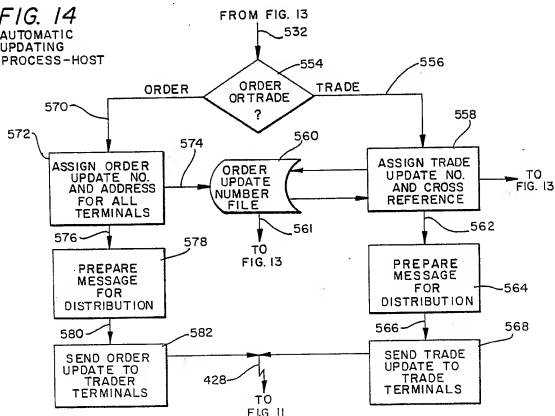 FIG. 14
AUTOMATIC
UPDATING
PROCESS-HOST
FROM FIG. 13
532
554
ORDER
OR TRADE
?
ORDER
TRADE
556
570
572
574
560
558
ASSIGN ORDER
UPDATE NO.
AND ADDRESS
FOR ALL
TERMINALS
ORDER
UPDATE
NUMBER
FILE
ASSIGN TRADE
UPDATE NO.
AND CROSS
REFERENCE
TO
FIG. 13
561
TO
FIG. 13
576
578
562
PREPARE
MESSAGE
FOR
DISTRIBUTION
PREPARE
MESSAGE
FOR
DISTRIBUTION
564
580
582
566
568
SEND ORDER
UPDATE TO
TRADER
TERMINALS
SEND TRADE
UPDATE TO
TRADE
TERMINALS
428
TO
FIG. 11